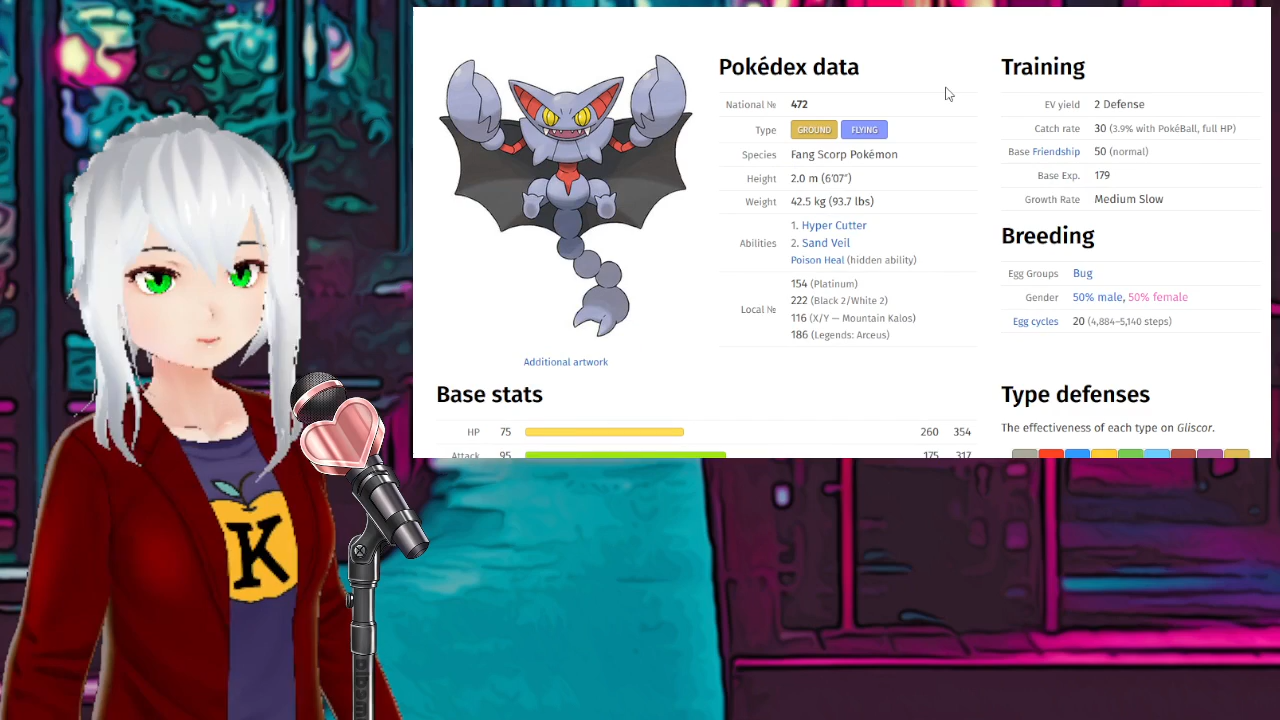 Pokédex data
National № 472
Type GROUND FLYING
Species Fang Scorp Pokémon
Height 2.0 m (6′07″)
Weight 42.5 kg (93.7 lbs)
Abilities
1. Hyper Cutter
2. Sand Veil
Poison Heal (hidden ability)
Local №
154 (Platinum)
222 (Black 2/White 2)
116 (X/Y — Mountain Kalos)
186 (Legends: Arceus)
Training
EV yield 2 Defense
Catch rate 30 (3.9% with PokéBall, full HP)
Base Friendship 50 (normal)
Base Exp. 179
Growth Rate Medium Slow
Breeding
Egg Groups Bug
Gender 50% male, 50% female
Egg cycles 20 (4,884–5,140 steps)
Additional artwork
Base stats
HP 75 260 354
Attack 95 175 317
Type defenses
The effectiveness of each type on Gliscor.
K